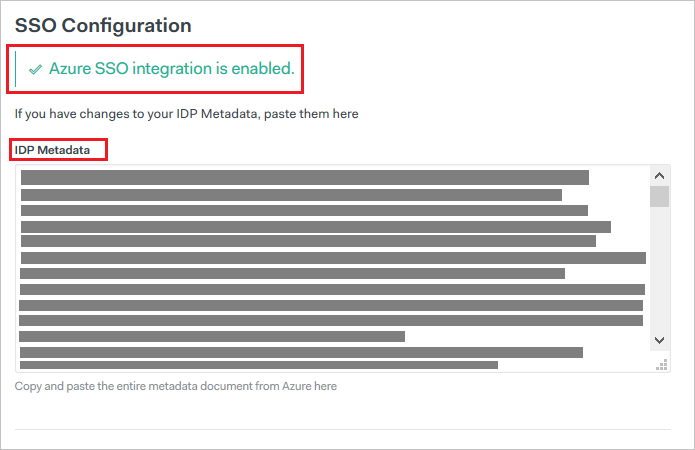 SSO Configuration
Azure SSO integration is enabled.
If you have changes to your IDP Metadata, paste them here
IDP Metadata
Copy and paste the entire metadata document from Azure here